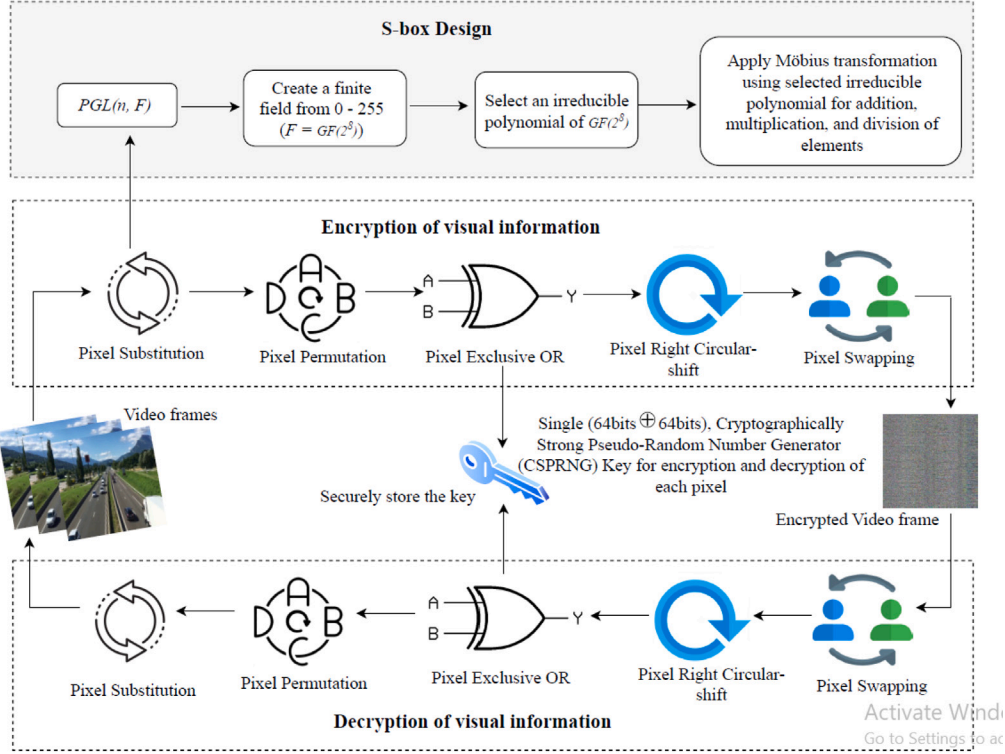 S-box Design
PGL(n, F)
Create a finite
field from 0 - 255
(F = GF(2⁸))
Select an irreducible
polynomial of GF(2⁸)
Apply Möbius transformation
using selected irreducible
polynomial for addition,
multiplication, and division of
elements
Encryption of visual information
A
D
B
C
A
B
Y
Pixel Substitution
Pixel Permutation
Pixel Exclusive OR
Pixel Right Circular-
shift
Pixel Swapping
Video frames
Single (64bits ⊕ 64bits), Cryptographically
Strong Pseudo-Random Number Generator
(CSPRNG) Key for encryption and decryption of
each pixel
Securely store the key
Encrypted Video frame
A
D
B
C
A
B
Y
Pixel Substitution
Pixel Permutation
Pixel Exclusive OR
Pixel Right Circular-
shift
Pixel Swapping
Decryption of visual information
Activate Windo
Go to Settings to ac